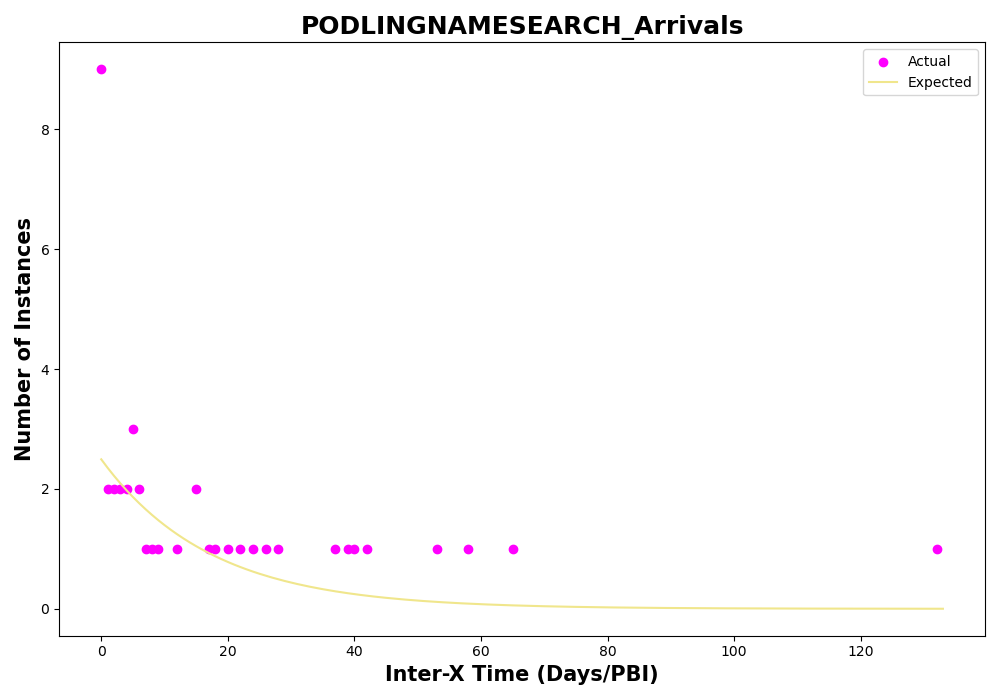 PODLINGNAMESEARCH_Arrivals
Actual
Expected
Number of Instances
8
6
4
2
0
0 20 40 60 80 100 120
Inter-X Time (Days/PBI)